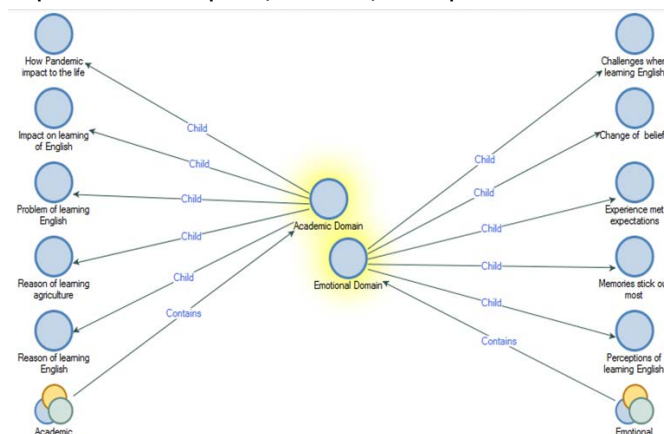 How Pandemic
impact to the life
Challenges when
learning English
Child
Child
Impact on learning
of English
Change of belief
Child
Child
Child
Child
Problem of learning
English
Academic Domain
Experience met
expectations
Child
Child
Reason of learning
agriculture
Emotional Domain
Memories stick ou
most
Child
Child
Contains
Contains
Reason of learning
English
Perceptions of
learning English
Academic
Emotional